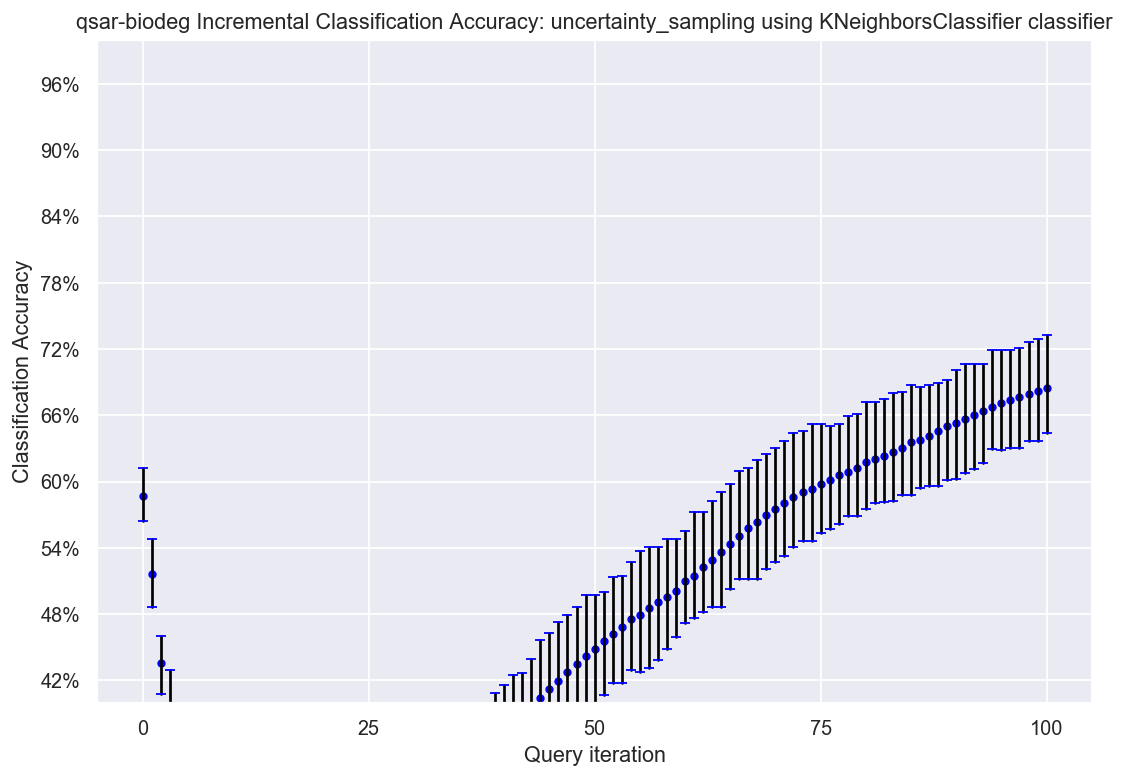 qsar-biodeg Incremental Classification Accuracy: uncertainty_sampling using KNeighborsClassifier classifier
96%
90%
84%
78%
72%
66%
60%
54%
48%
42%
Classification Accuracy
0 25 50 75 100
Query iteration